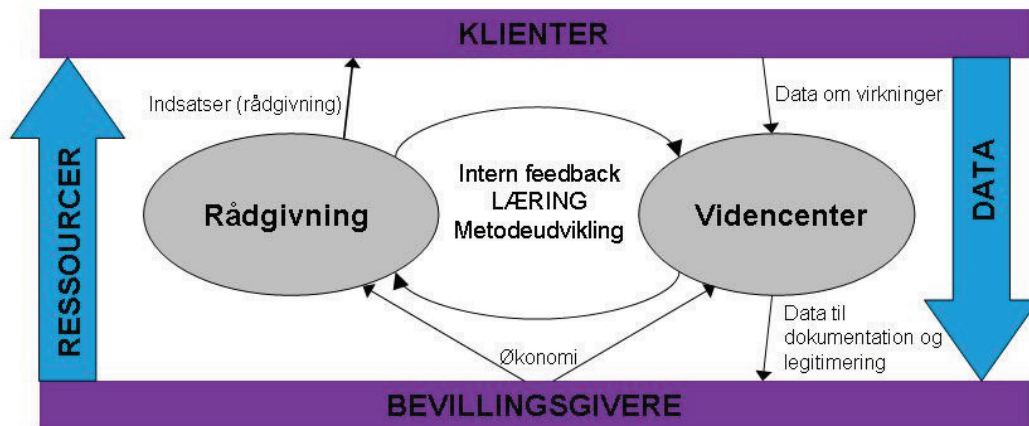 KLIENTER
RESSOURCER
Indsatser (rådgivning)
Data om virkninger
DATA
Rådgivning
Intern feedback
LÆRING
Metodeudvikling
Videncenter
Økonomi
Data til
dokumentation og
legitimering
BEVILLINGSGIVERE